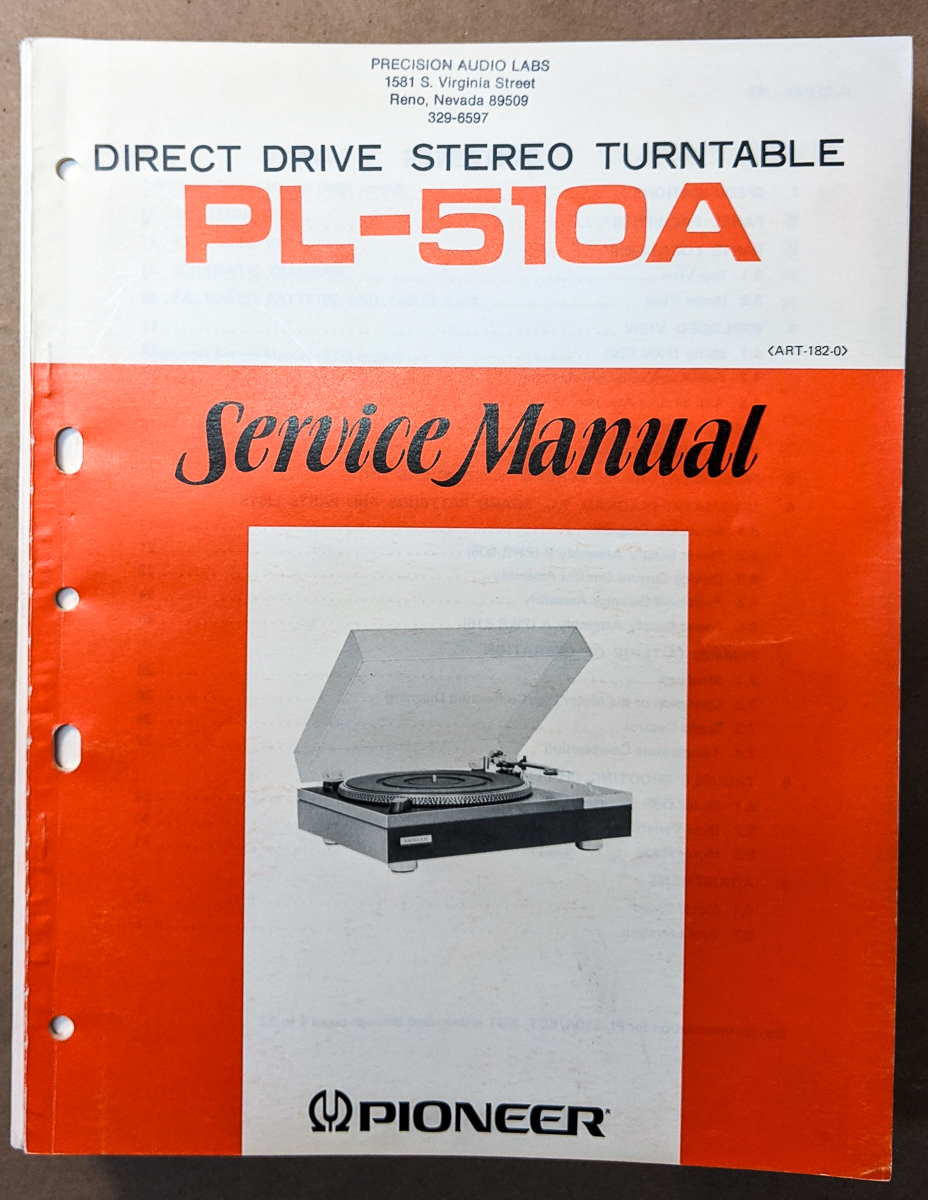 PRECISION AUDIO LABS
1581 S. Virginia Street
Reno, Nevada 89509
329-6597
DIRECT DRIVE STEREO TURNTABLE
PL-510A
<ART-182-0>
Service Manual
PIONEER
PIONEER